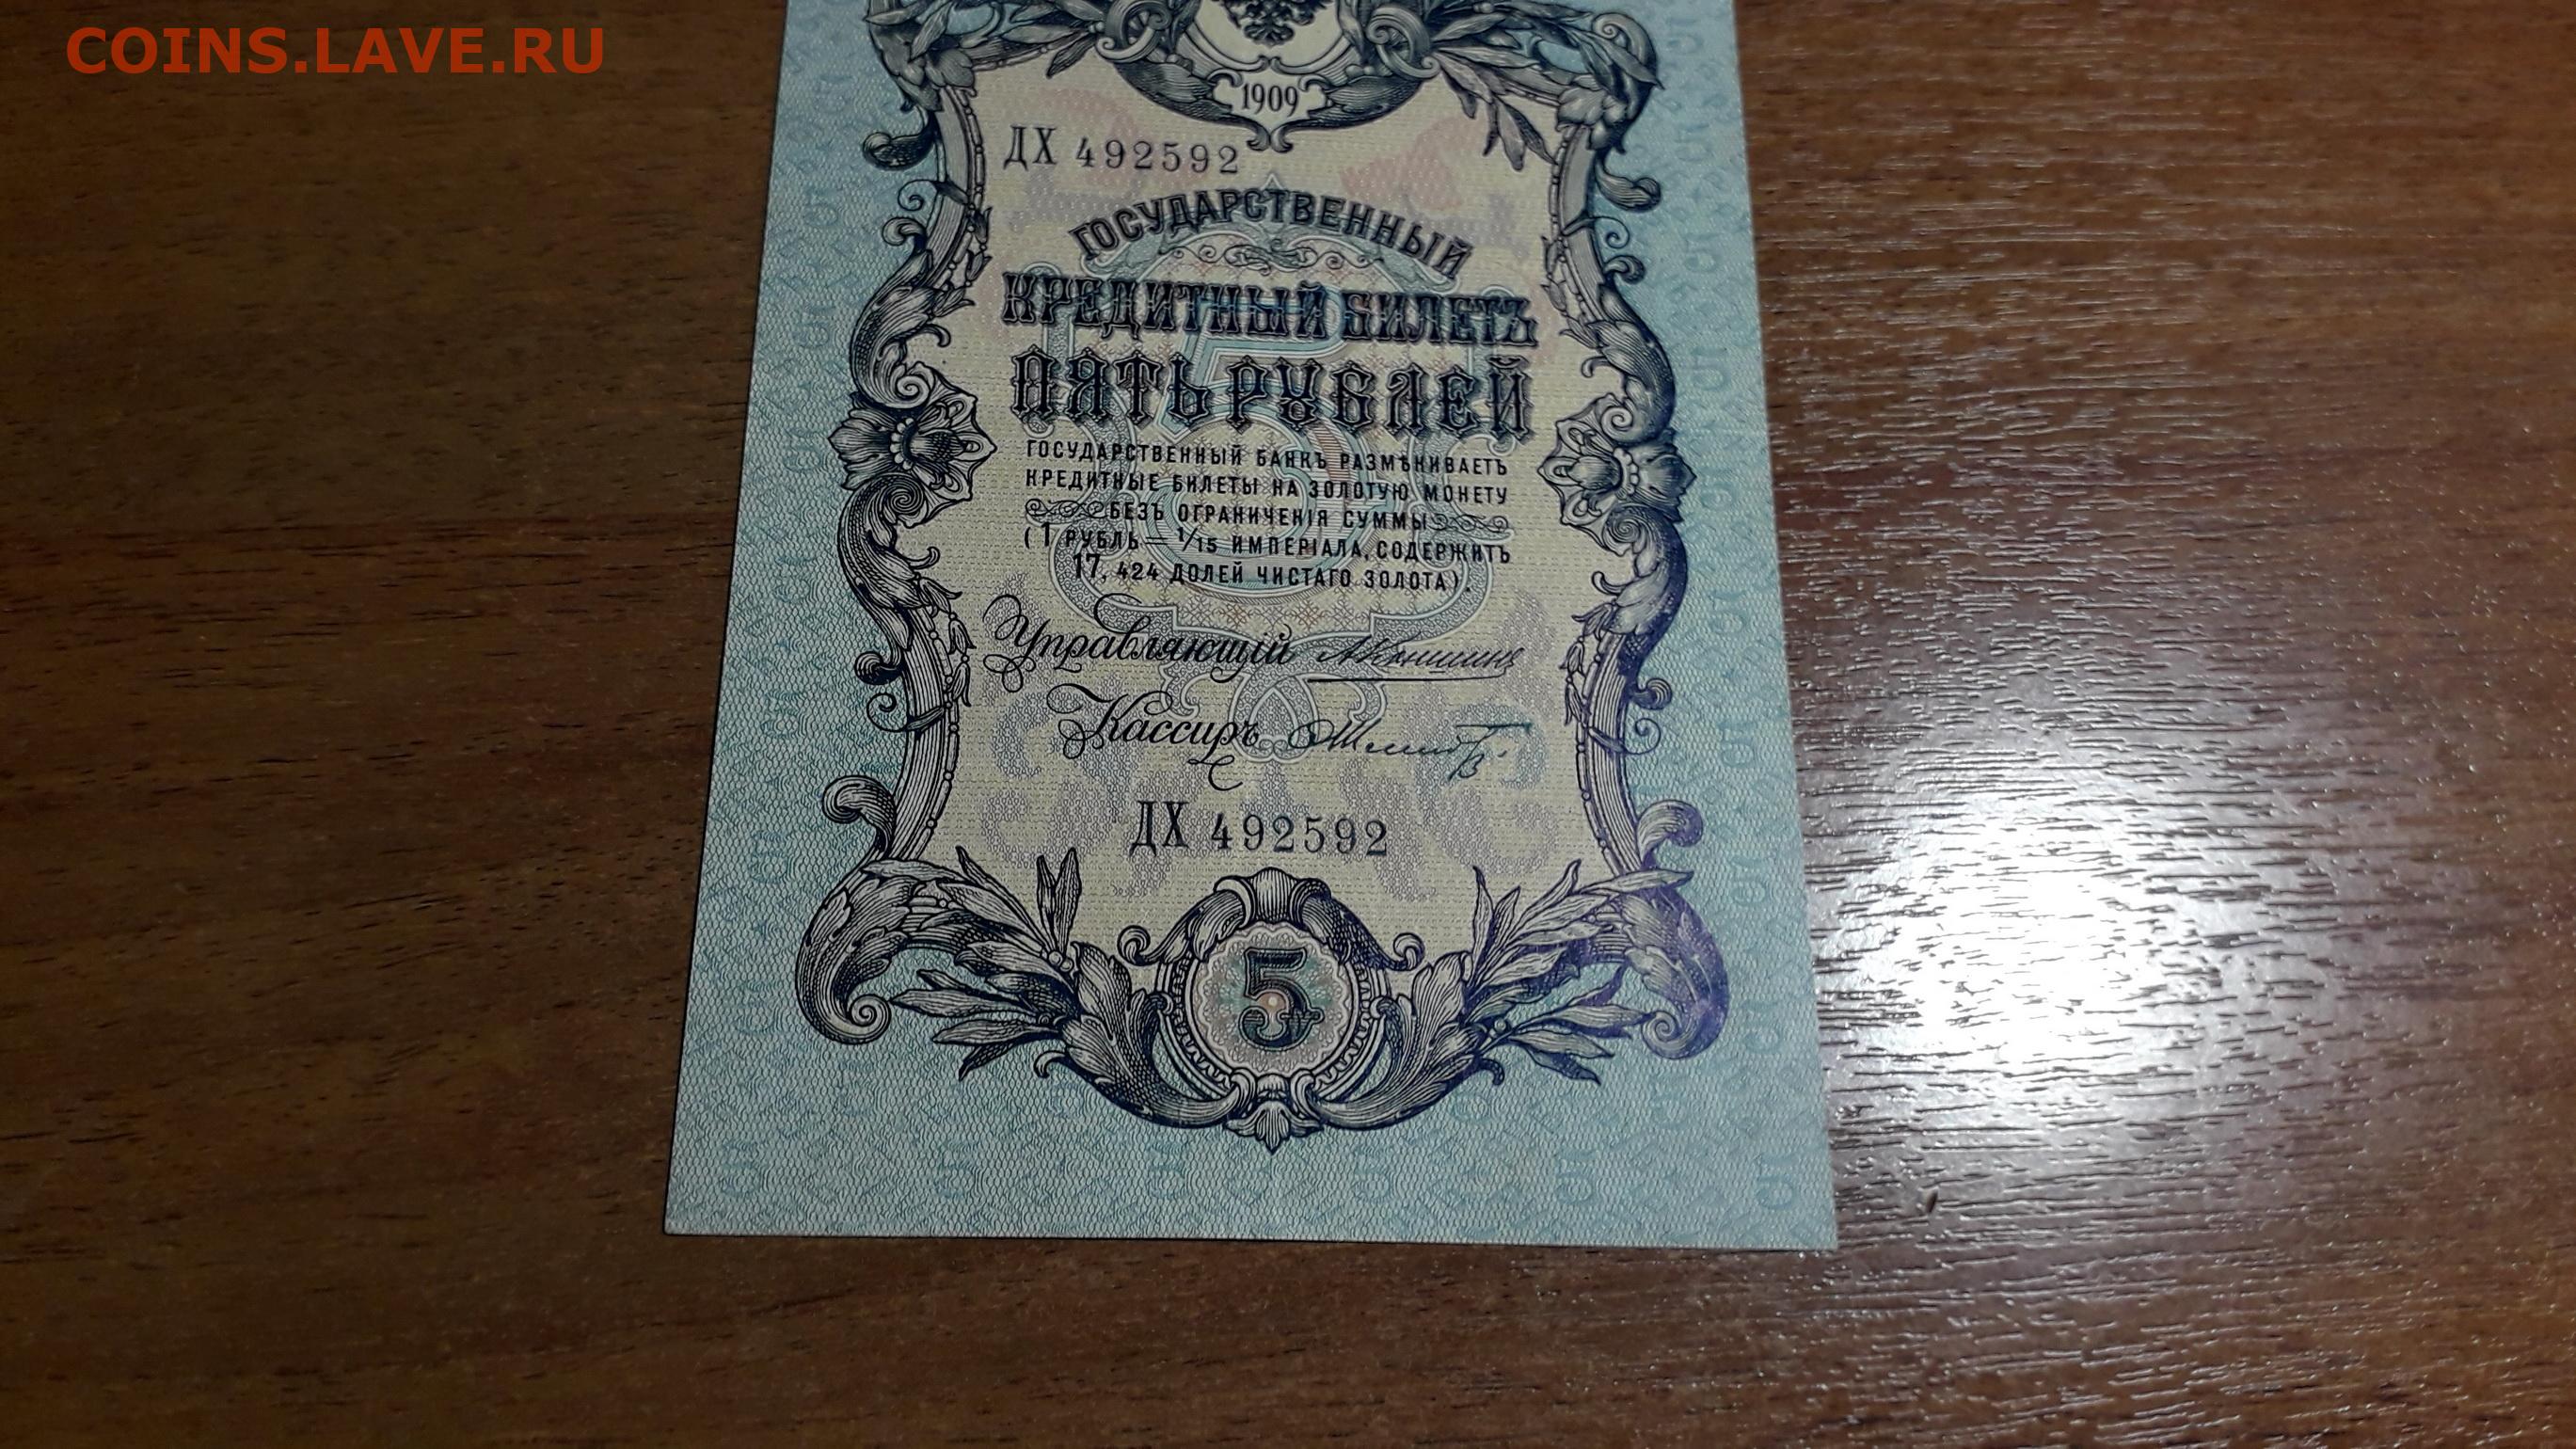 COINS.LAVE.RU
1909
ДХ 492592
ГОСУДАРСТВЕННЫЙ
КРЕДИТНЫЙ БИЛЕТЪ
ПЯТЬ РУБЛЕЙ
ГОСУДАРСТВЕННЫЙ БАНКЪ РАЗМѢНИВАЕТЪ
КРЕДИТНЫЕ БИЛЕТЫ НА ЗОЛОТУЮ МОНЕТУ
БЕЗЪ ОГРАНИЧЕНІЯ СУММЫ
(1 РУБЛЬ = 1/15 ИМПЕРІАЛА, СОДЕРЖИТЪ
17, 424 ДОЛЕЙ ЧИСТАГО ЗОЛОТА).
Управляющій АКоншинъ
Кассиръ
ДХ 492592
5